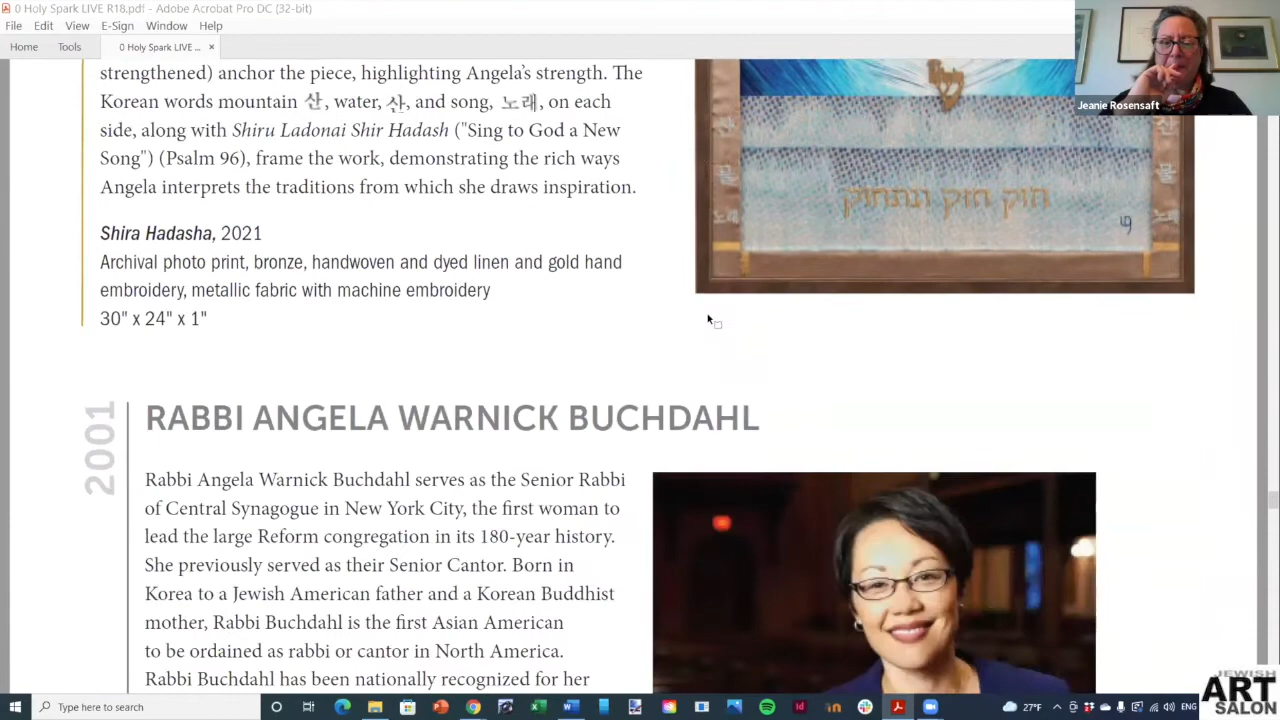 0 Holy Spark LIVE R18.pdf - Adobe Acrobat Pro DC (32-bit)
File Edit View E-Sign Window Help
Home Tools 0 Holy Spark LIVE ... ×
Jeanie Rosensaft
strengthened) anchor the piece, highlighting Angela's strength. The
Korean words mountain 산, water, 산, and song, 노래, on each
side, along with Shiru Ladonai Shir Hadash ("Sing to God a New
Song") (Psalm 96), frame the work, demonstrating the rich ways
Angela interprets the traditions from which she draws inspiration.
Shira Hadasha, 2021
Archival photo print, bronze, handwoven and dyed linen and gold hand
embroidery, metallic fabric with machine embroidery
30" x 24" x 1"
산
물
노래
חזק חזק ונתחזק
산
물
노래
2001
RABBI ANGELA WARNICK BUCHDAHL
Rabbi Angela Warnick Buchdahl serves as the Senior Rabbi
of Central Synagogue in New York City, the first woman to
lead the large Reform congregation in its 180-year history.
She previously served as their Senior Cantor. Born in
Korea to a Jewish American father and a Korean Buddhist
mother, Rabbi Buchdahl is the first Asian American
to be ordained as rabbi or cantor in North America.
Rabbi Buchdahl has been nationally recognized for her
Type here to search
27°F
ENG
JEWISH
ART
SALON